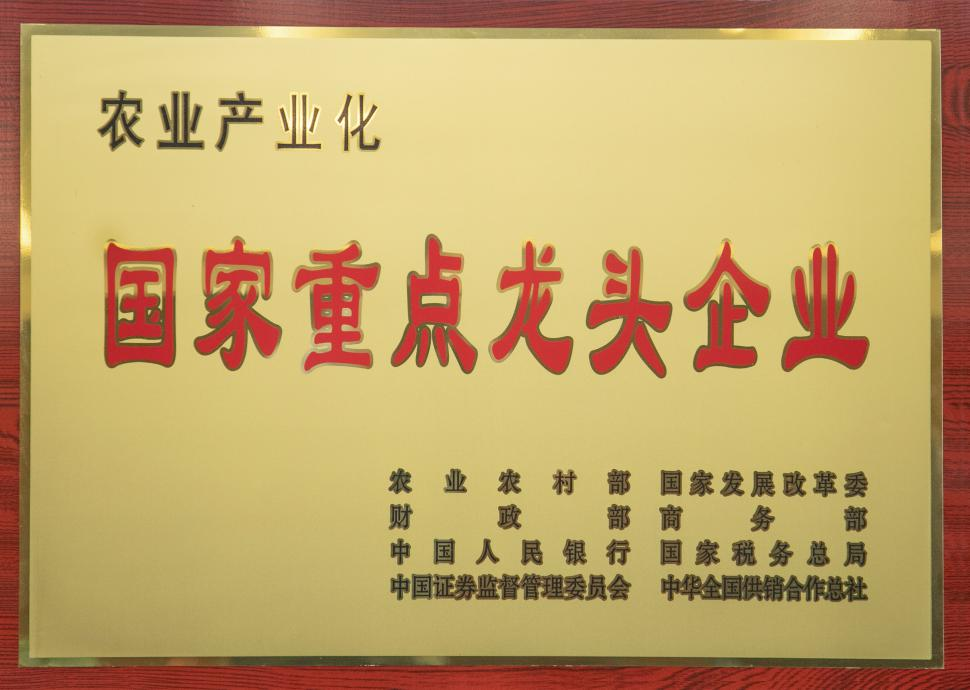 农业产业化
国家重点龙头企业
农业农村部 国家发展改革委
财政部 商务部
中国人民银行 国家税务总局
中国证券监督管理委员会 中华全国供销合作总社